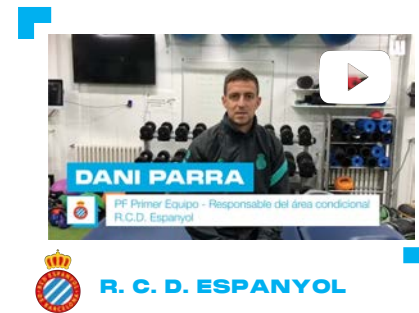 DANI PARRA
PF Primer Equipo - Responsable del área condicional
R.C.D. Espanyol
R. C. D. ESPANYOL